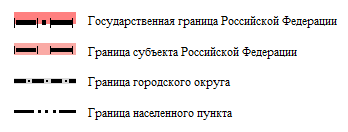 Государственная граница Российской Федерации
Граница субъекта Российской Федерации
Граница городского округа
Граница населенного пункта